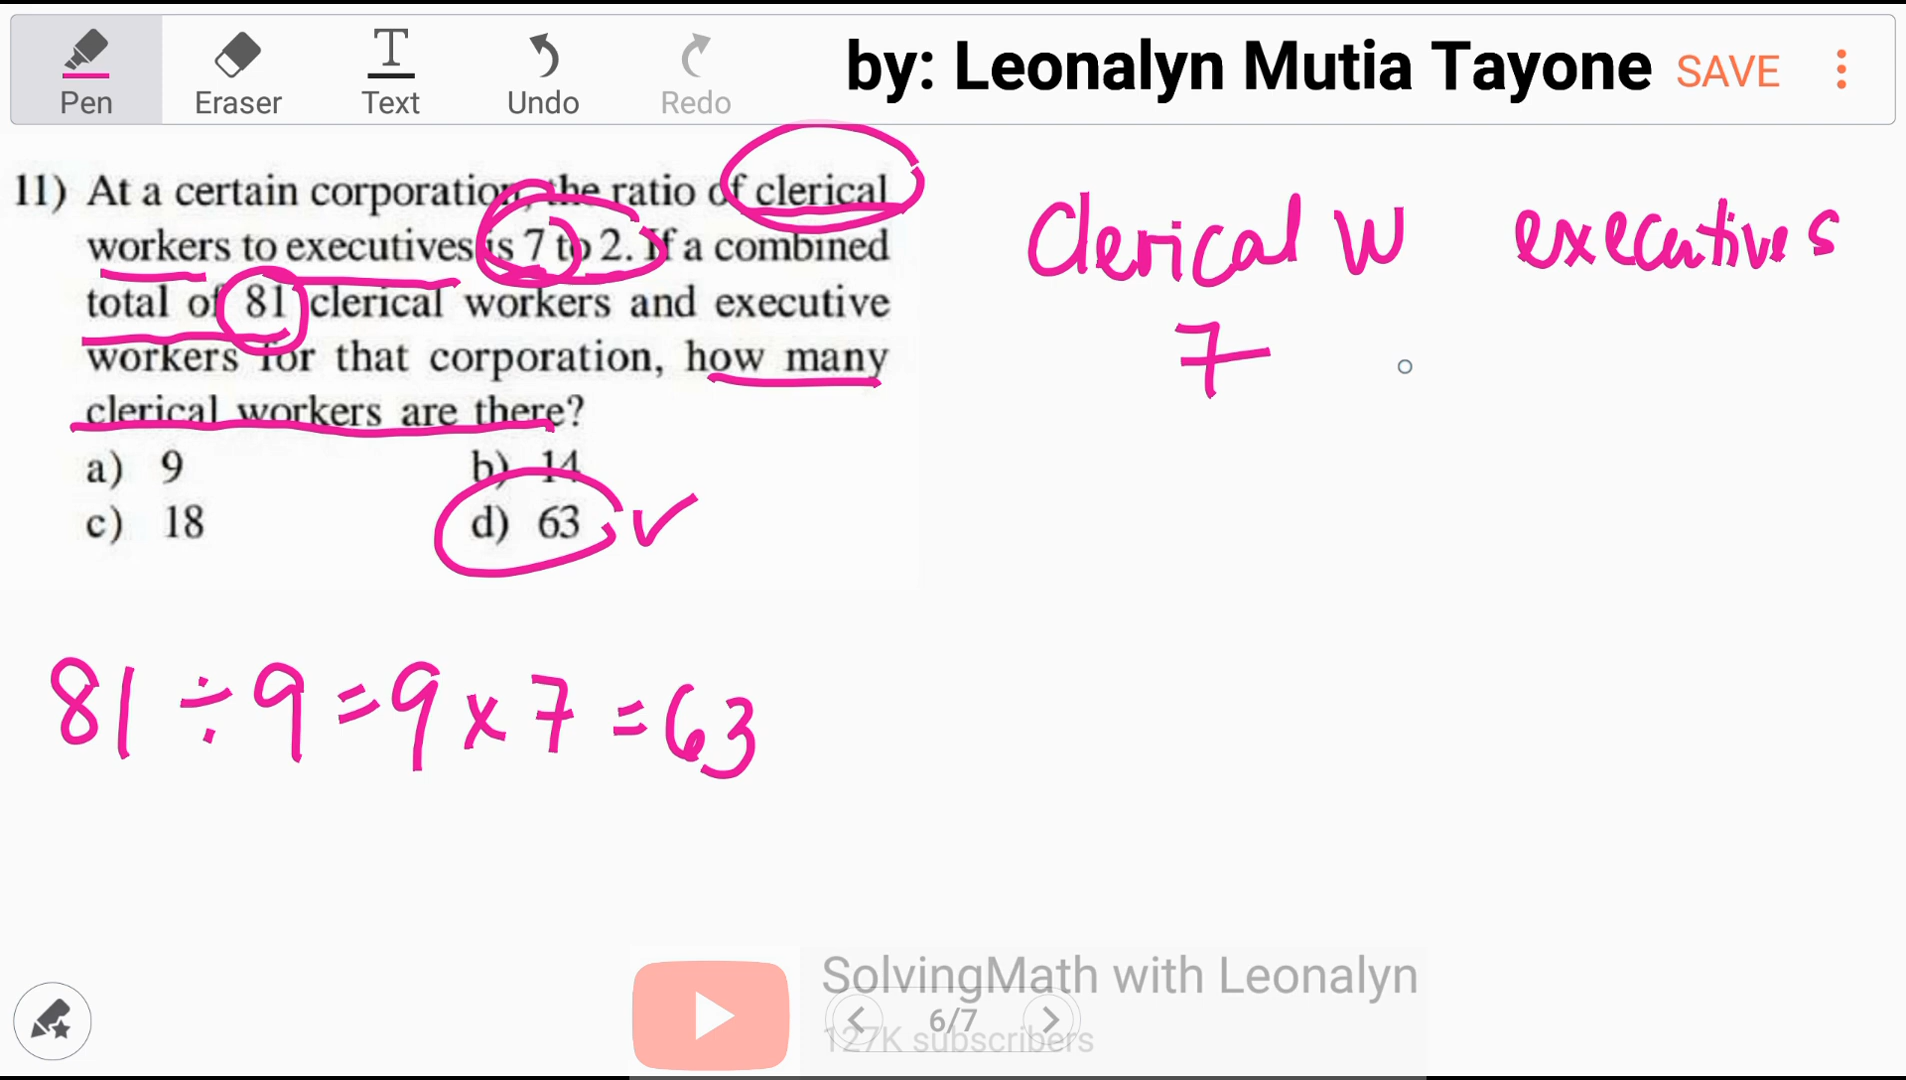 Pen
Eraser
Text
Undo
Redo
by: Leonalyn Mutia Tayone
SAVE
11) At a certain corporation, the ratio of clerical
workers to executives is 7 to 2. If a combined
total of 81 clerical workers and executive
workers for that corporation, how many
clerical workers are there?
a) 9
b) 14
c) 18
d) 63
Clerical W executives
7
81 ÷ 9 = 9 x 7 = 63
SolvingMath with Leonalyn
6/7
127K subscribers